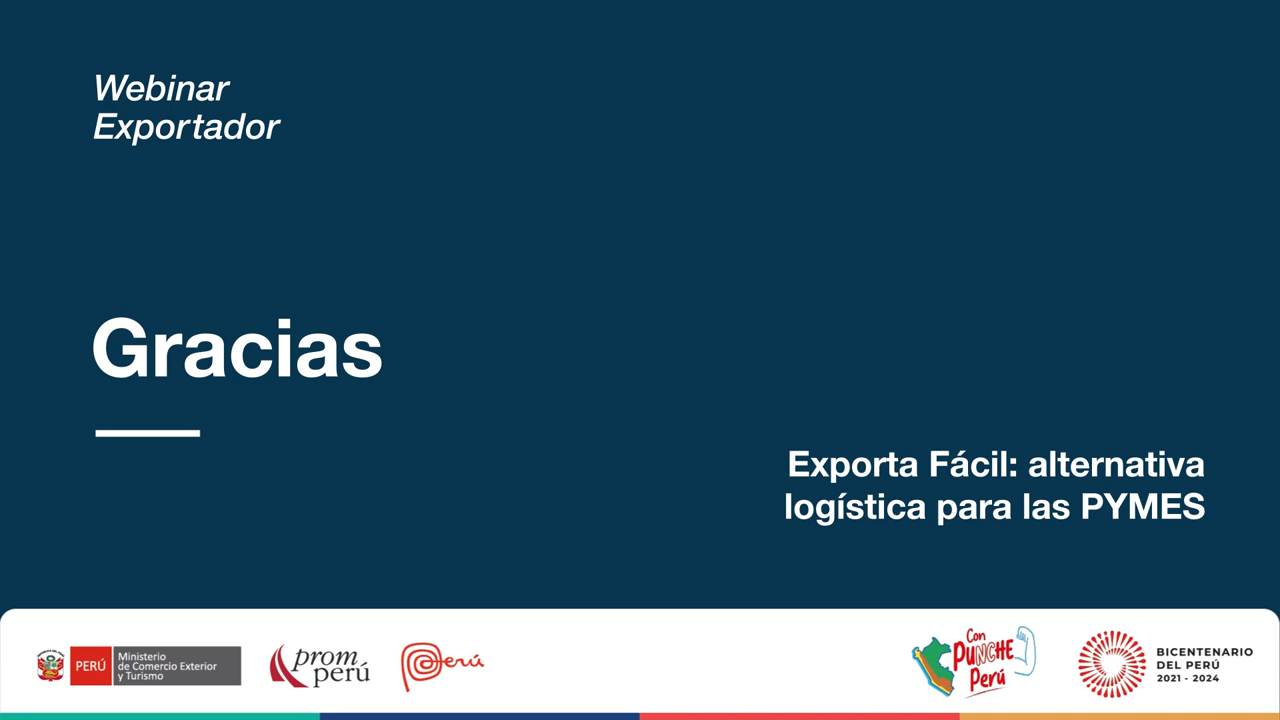 Webinar
Exportador
Gracias
Exporta Fácil: alternativa
logística para las PYMES
PERÚ
Ministerio
de Comercio Exterior
y Turismo
prom
perú
Perú
Con
PUNCHE
Perú
BICENTENARIO
DEL PERÚ
2021 - 2024